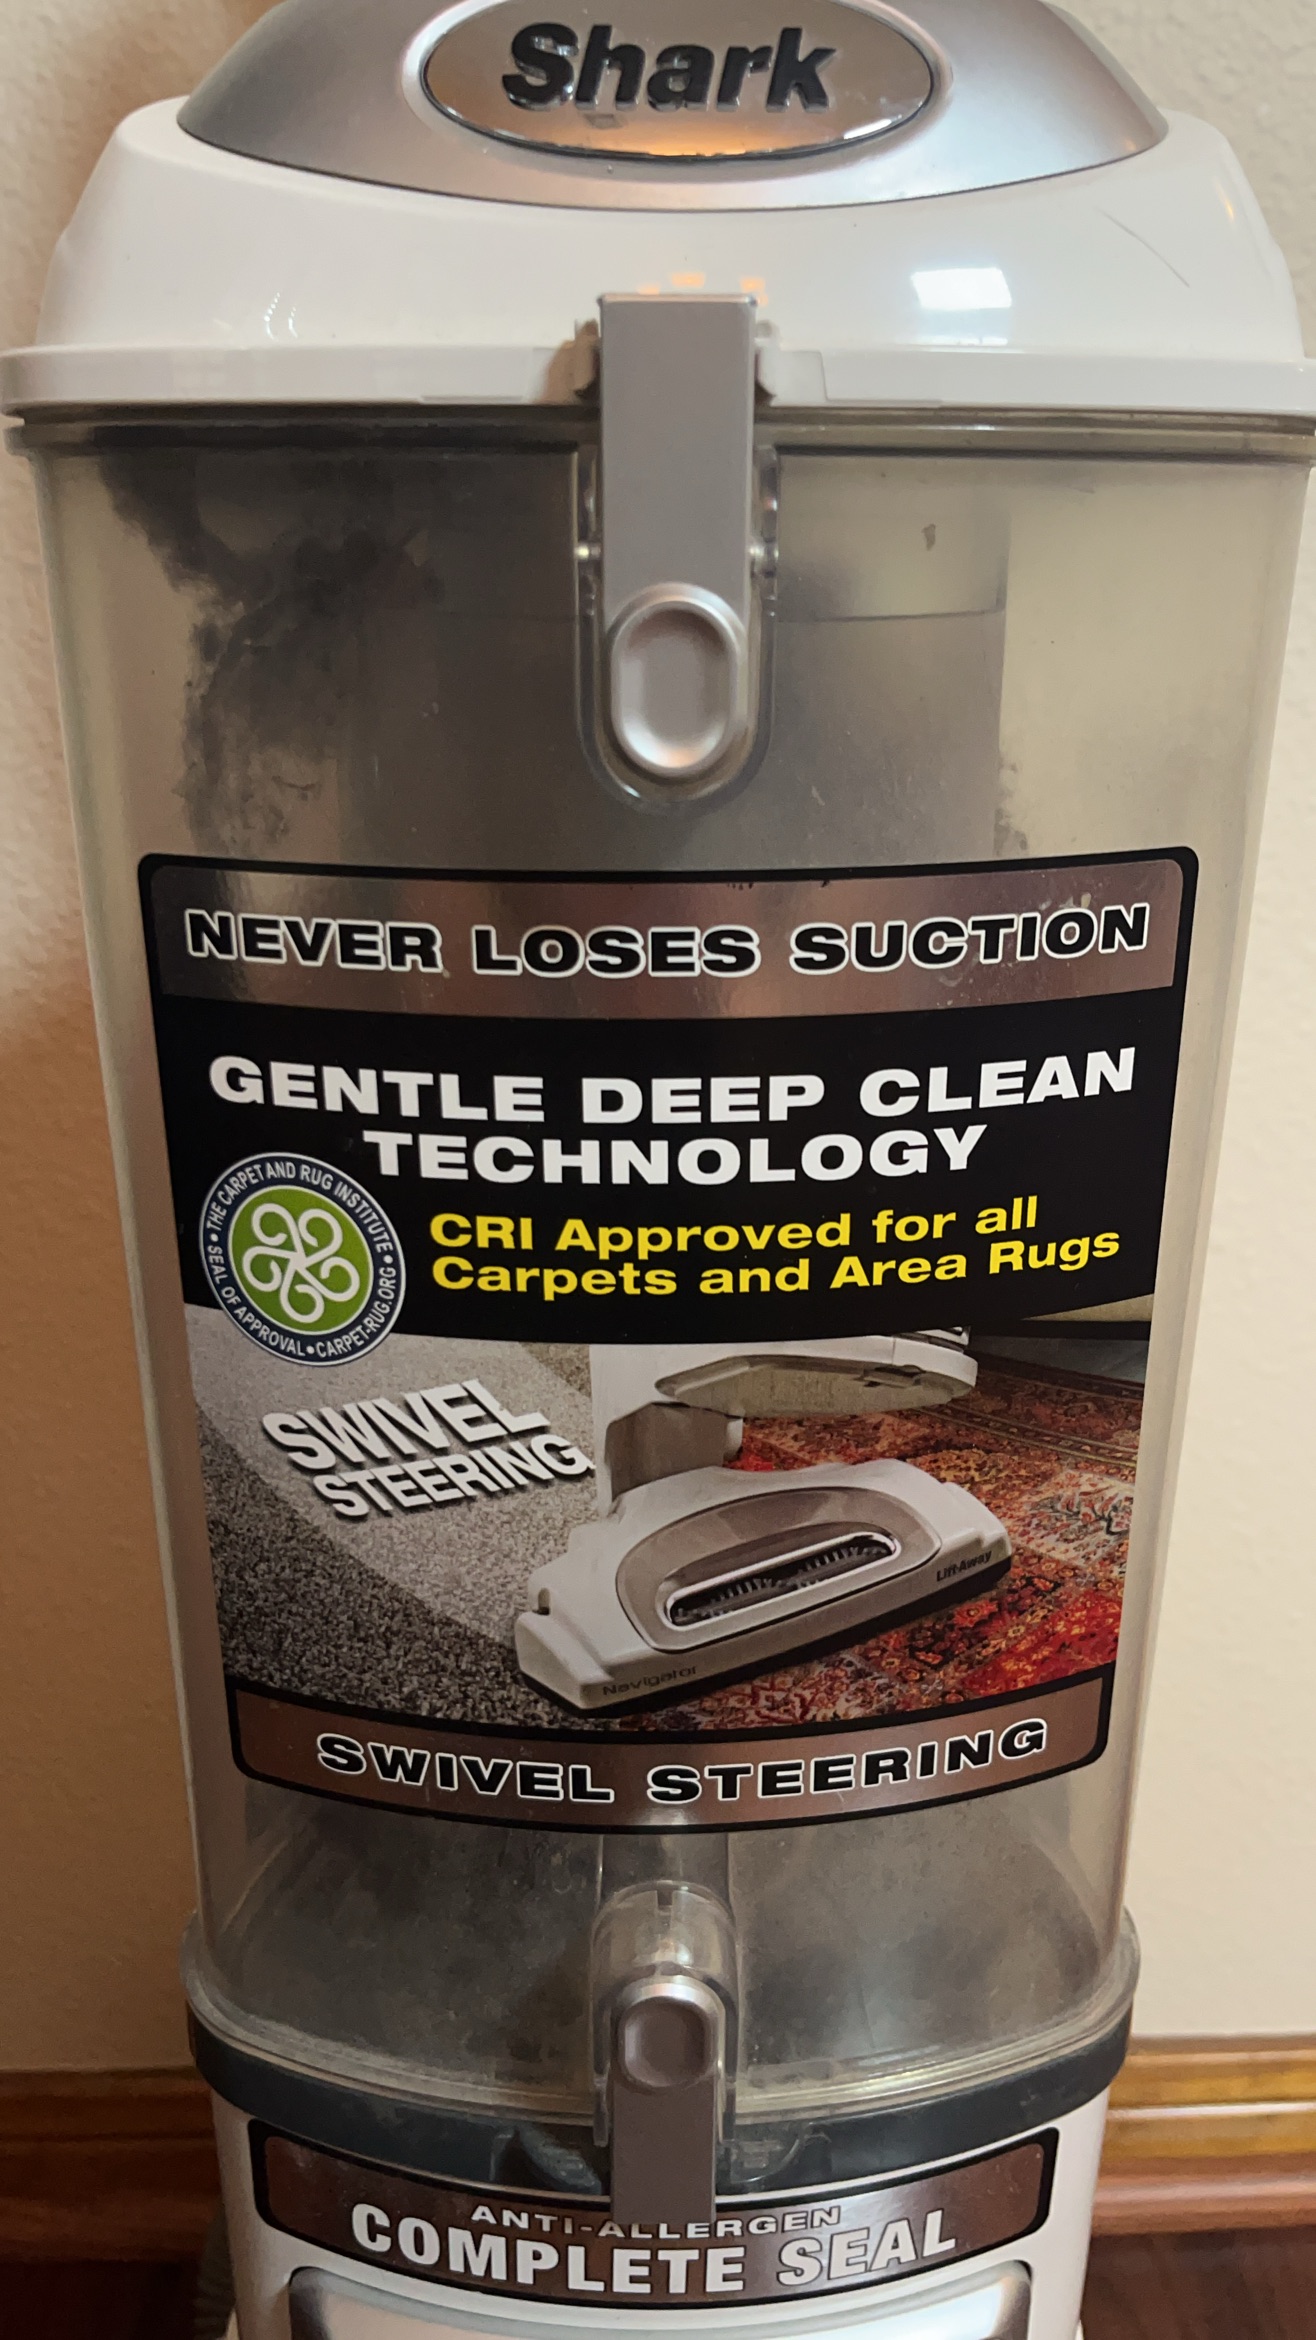 Shark
NEVER LOSES SUCTION
GENTLE DEEP CLEAN
TECHNOLOGY
THE CARPET AND RUG INSTITUTE • SEAL OF APPROVAL • CARPET-RUG.ORG •
CRI Approved for all
Carpets and Area Rugs
SWIVEL
STEERING
Lift-Away
Navigator
SWIVEL STEERING
ANTI-ALLERGEN
COMPLETE SEAL